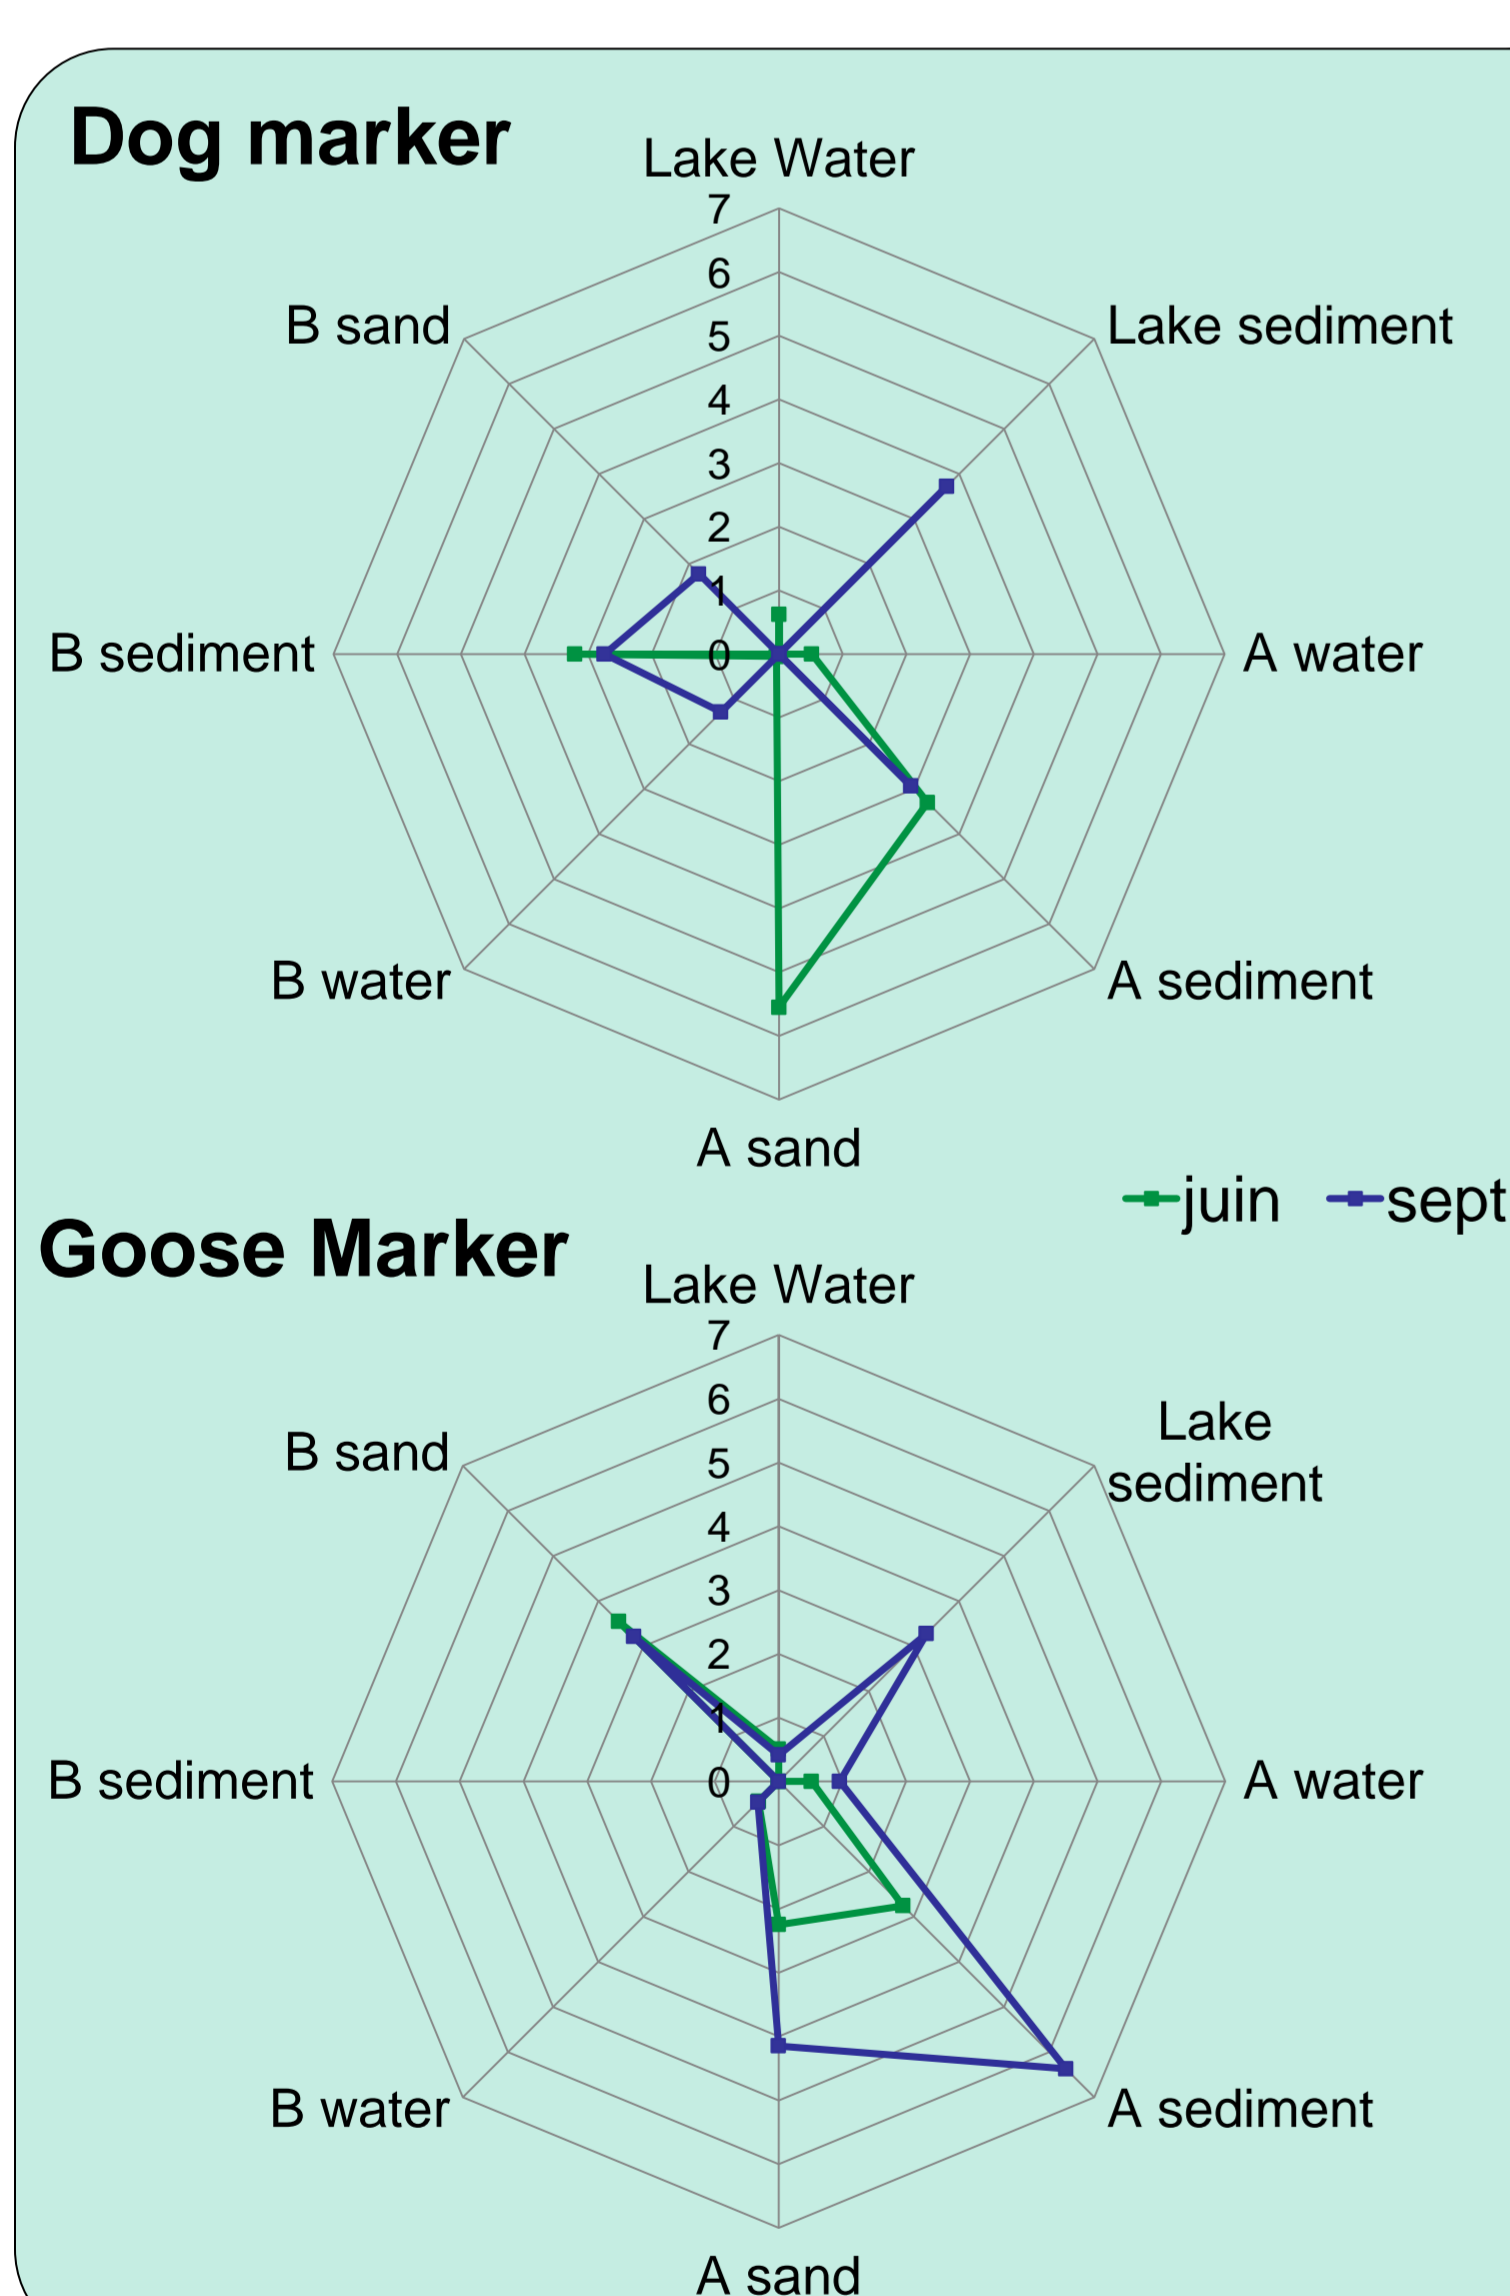 Dog marker
Lake Water
7
6
5
4
3
2
1
0
B sand
Lake sediment
B sediment
A water
B water
A sediment
A sand
juin sept
Goose Marker
Lake Water
7
6
5
4
3
2
1
0
Lake
sediment
B sand
B sediment
A water
B water
A sediment
A sand